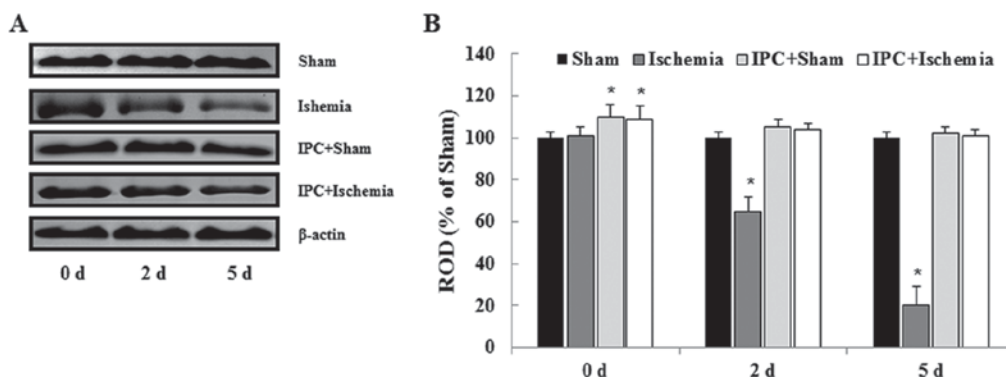 A
Sham
Ishemia
IPC+Sham
IPC+Ischemia
β-actin
0 d 2 d 5 d
B
ROD (% of Sham)
140
120
100
80
60
40
20
0
Sham Ischemia IPC+Sham IPC+Ischemia
* *
*
*
0 d 2 d 5 d